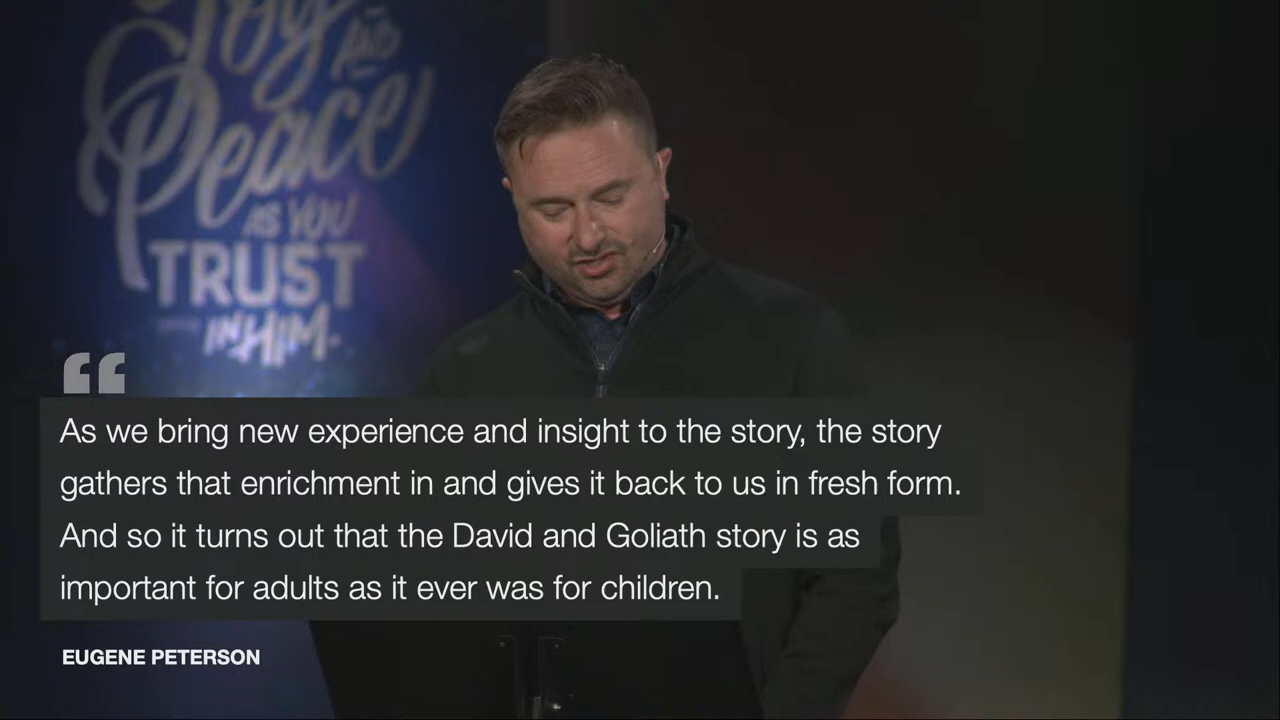 Joy AND
Peace
AS YOU
TRUST
IN HIM.
“
As we bring new experience and insight to the story, the story
gathers that enrichment in and gives it back to us in fresh form.
And so it turns out that the David and Goliath story is as
important for adults as it ever was for children.
EUGENE PETERSON